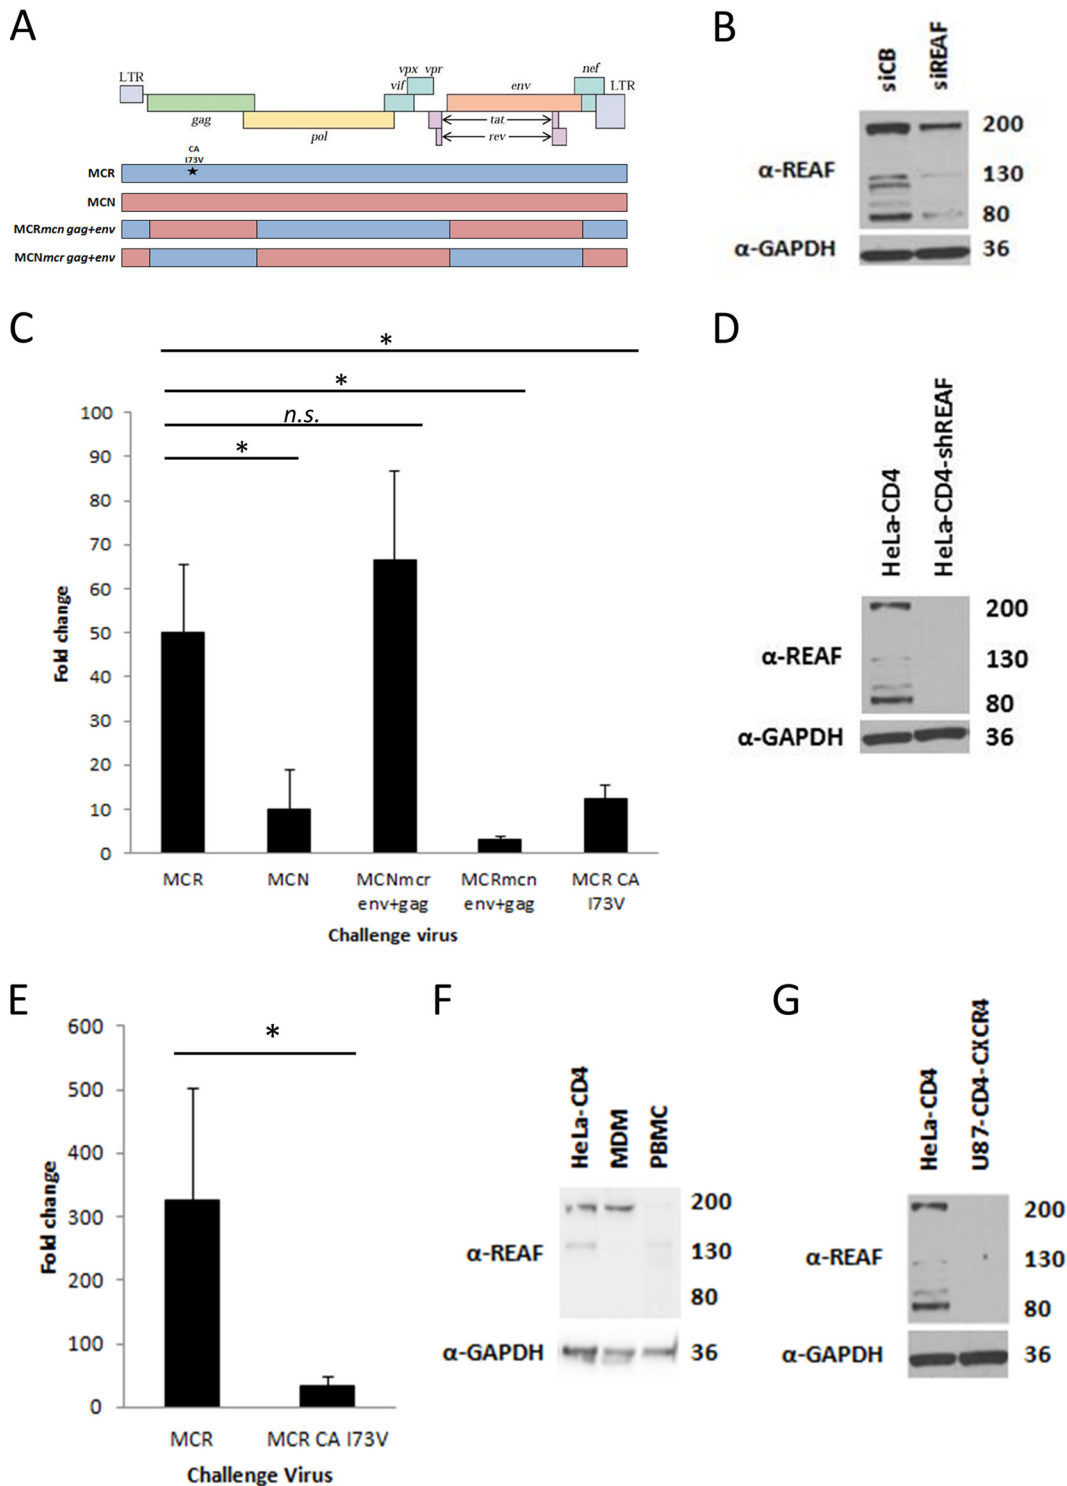 A
LTR
gag
pol
vif
vpx
vpr
env
tat
rev
nef
LTR
CA
I73V
★
MCR
MCN
MCRmcn gag+env
MCNmcr gag+env
B
siCB
siREAF
α-REAF
200
130
80
α-GAPDH
36
C
*
*
n.s.
*
Fold change
100
90
80
70
60
50
40
30
20
10
0
MCR
MCN
MCNmcr
env+gag
MCRmcn
env+gag
MCR CA
I73V
Challenge virus
D
HeLa-CD4
HeLa-CD4-shREAF
α-REAF
200
130
80
α-GAPDH
36
E
*
Fold change
600
500
400
300
200
100
0
MCR
MCR CA I73V
Challenge Virus
F
HeLa-CD4
MDM
PBMC
α-REAF
200
130
80
α-GAPDH
36
G
HeLa-CD4
U87-CD4-CXCR4
α-REAF
200
130
80
α-GAPDH
36